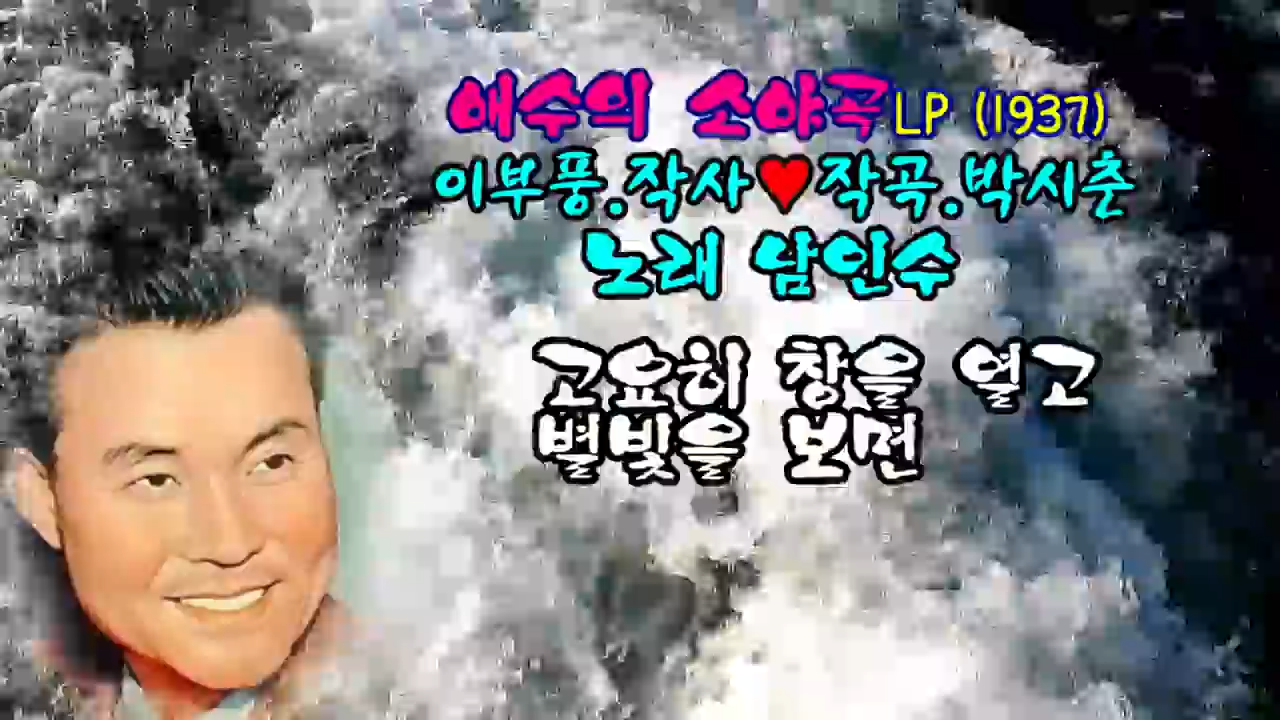 애수의 소야곡LP (1937)
이부풍.작사♥작곡.박시춘
노래 남인수
고요히 창을 열고
별빛을 보면